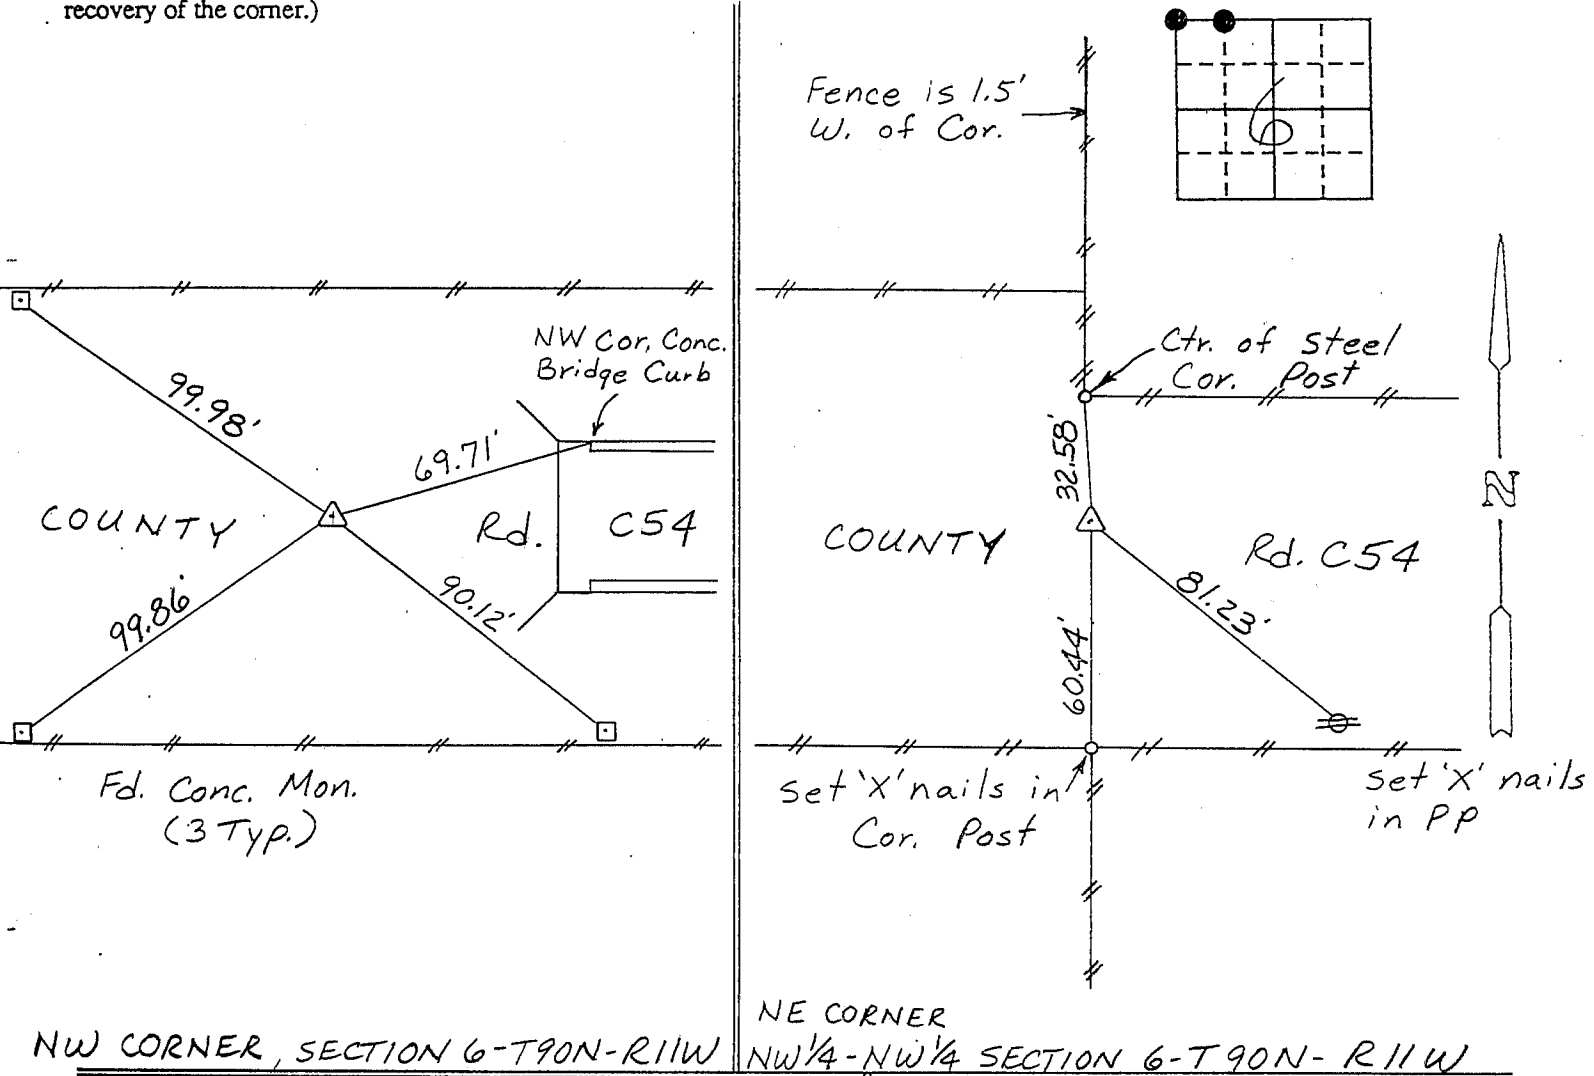 recovery of the corner.)
NW Cor. Conc.
Bridge Curb
99.98'
69.71'
COUNTY Rd. C54
99.86'
90.12'
Fd. Conc. Mon.
(3 Typ.)
NW CORNER, SECTION 6-T90N-R11W
Fence is 1.5'
W. of Cor.
6
Ctr. of Steel
Cor. Post
32.58'
N
COUNTY Rd. C54
81.23'
60.44'
Set 'X' nails in
Cor. Post
Set 'X' nails
in PP
NE CORNER
NW1/4-NW1/4 SECTION 6-T90N-R11W